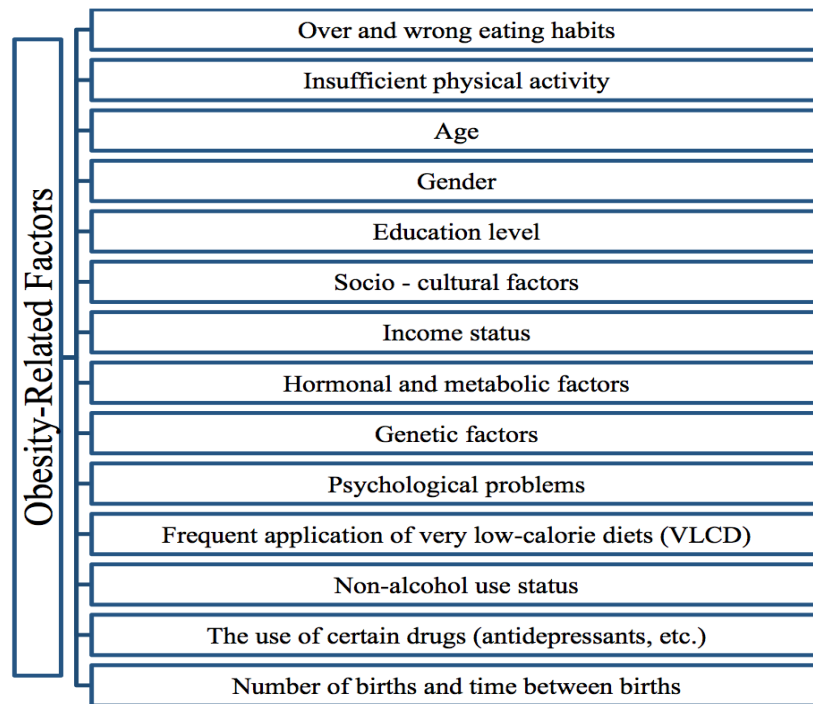 Obesity-Related Factors
Over and wrong eating habits
Insufficient physical activity
Age
Gender
Education level
Socio - cultural factors
Income status
Hormonal and metabolic factors
Genetic factors
Psychological problems
Frequent application of very low-calorie diets (VLCD)
Non-alcohol use status
The use of certain drugs (antidepressants, etc.)
Number of births and time between births